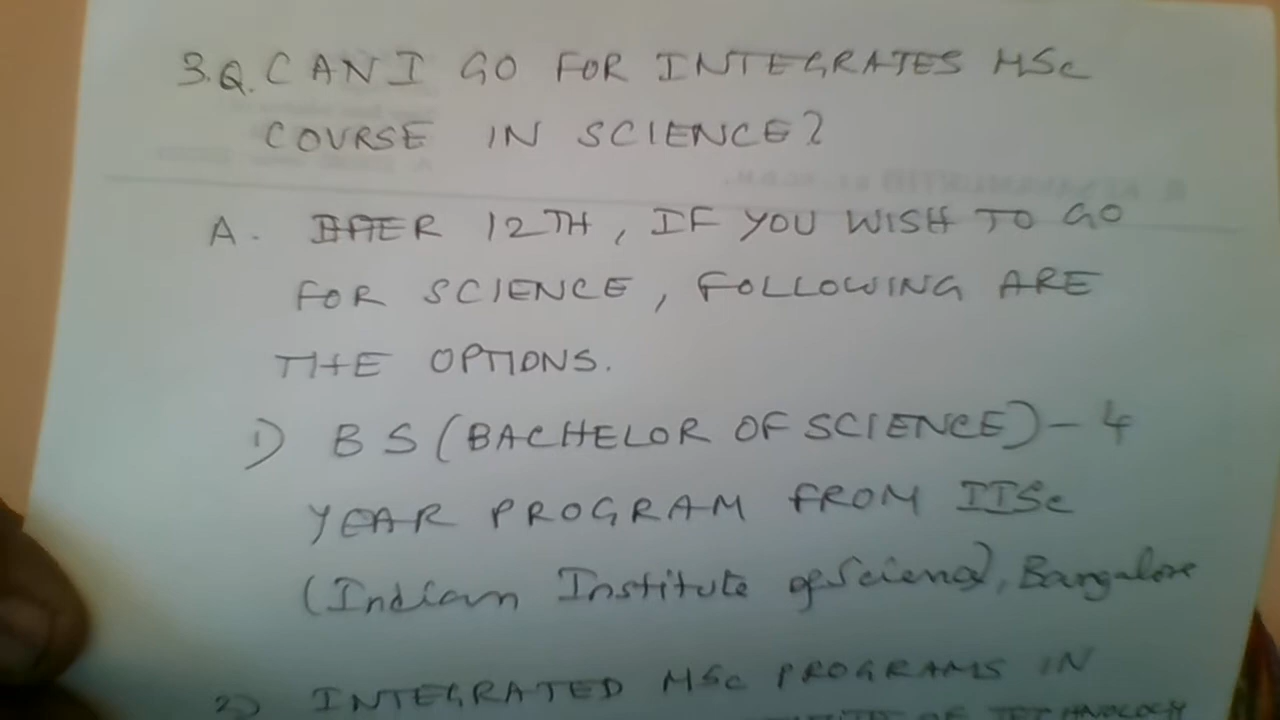 3.Q. CAN I GO FOR INTEGRATES MSc
COURSE IN SCIENCE?
A. AFTER 12TH, IF YOU WISH TO GO
FOR SCIENCE, FOLLOWING ARE
THE OPTIONS.
1) BS (BACHELOR OF SCIENCE) - 4
YEAR PROGRAM FROM IISc
(Indian Institute of Science), Bangalore
2) INTEGRATED MSc PROGRAMS IN
OF TECHNOLOGY